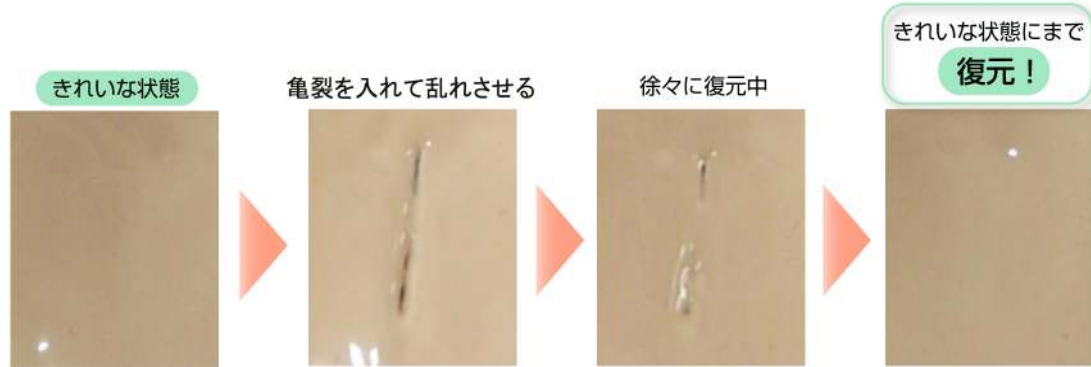 きれいな状態
亀裂を入れて乱れさせる
徐々に復元中
きれいな状態にまで
復元！